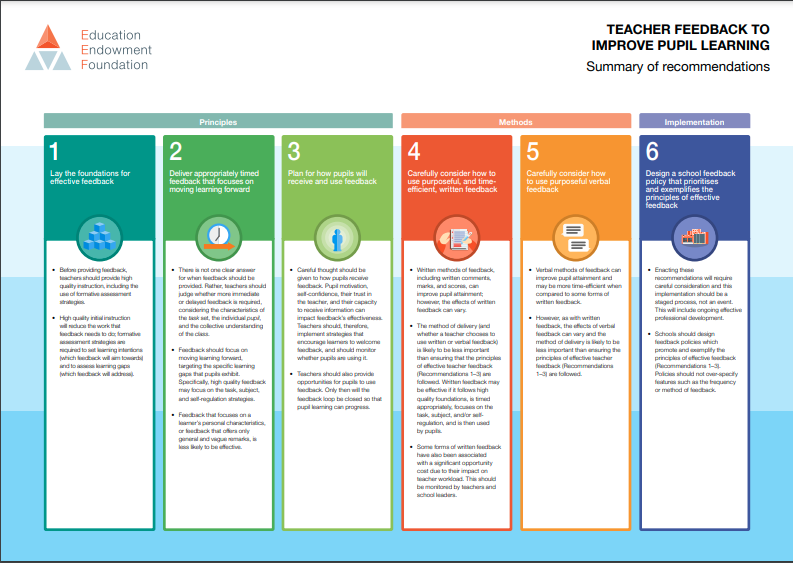 Education
Endowment
Foundation
TEACHER FEEDBACK TO
IMPROVE PUPIL LEARNING
Summary of recommendations
Principles
Methods
Implementation
1
Lay the foundations for
effective feedback
• Before providing feedback,
teachers should provide high
quality instruction, including the
use of formative assessment
strategies.
• High quality initial instruction
will reduce the work that
feedback needs to do; formative
assessment strategies are
required to set learning intentions
(which feedback will aim towards)
and to assess learning gaps
(which feedback will address).
2
Deliver appropriately timed
feedback that focuses on
moving learning forward
• There is not one clear answer
for when feedback should be
provided. Rather, teachers should
judge whether more immediate
or delayed feedback is required,
considering the characteristics of
the task set, the individual pupil,
and the collective understanding
of the class.
• Feedback should focus on
moving learning forward,
targeting the specific learning
gaps that pupils exhibit.
Specifically, high quality feedback
may focus on the task, subject,
and self-regulation strategies.
• Feedback that focuses on a
learner's personal characteristics,
or feedback that offers only
general and vague remarks, is
less likely to be effective.
3
Plan for how pupils will
receive and use feedback
• Careful thought should be
given to how pupils receive
feedback. Pupil motivation,
self-confidence, their trust in
the teacher, and their capacity
to receive information can
impact feedback's effectiveness.
Teachers should, therefore,
implement strategies that
encourage learners to welcome
feedback, and should monitor
whether pupils are using it.
• Teachers should also provide
opportunities for pupils to use
feedback. Only then will the
feedback loop be closed so that
pupil learning can progress.
4
Carefully consider how to
use purposeful, and time-
efficient, written feedback
• Written methods of feedback,
including written comments,
marks, and scores, can
improve pupil attainment;
however, the effects of written
feedback can vary.
• The method of delivery (and
whether a teacher chooses to
use written or verbal feedback)
is likely to be less important
than ensuring that the principles
of effective teacher feedback
(Recommendations 1–3) are
followed. Written feedback may
be effective if it follows high
quality foundations, is timed
appropriately, focuses on the
task, subject, and/or self-
regulation, and is then used
by pupils.
• Some forms of written feedback
have also been associated
with a significant opportunity
cost due to their impact on
teacher workload. This should
be monitored by teachers and
school leaders.
5
Carefully consider how
to use purposeful verbal
feedback
• Verbal methods of feedback can
improve pupil attainment and
may be more time-efficient when
compared to some forms of
written feedback.
• However, as with written
feedback, the effects of verbal
feedback can vary and the
method of delivery is likely to be
less important than ensuring the
principles of effective teacher
feedback (Recommendations
1–3) are followed.
6
Design a school feedback
policy that prioritises
and exemplifies the
principles of effective
feedback
• Enacting these
recommendations will require
careful consideration and this
implementation should be a
staged process, not an event.
This will include ongoing effective
professional development.
• Schools should design
feedback policies which
promote and exemplify the
principles of effective feedback
(Recommendations 1–3).
Policies should not over-specify
features such as the frequency
or method of feedback.